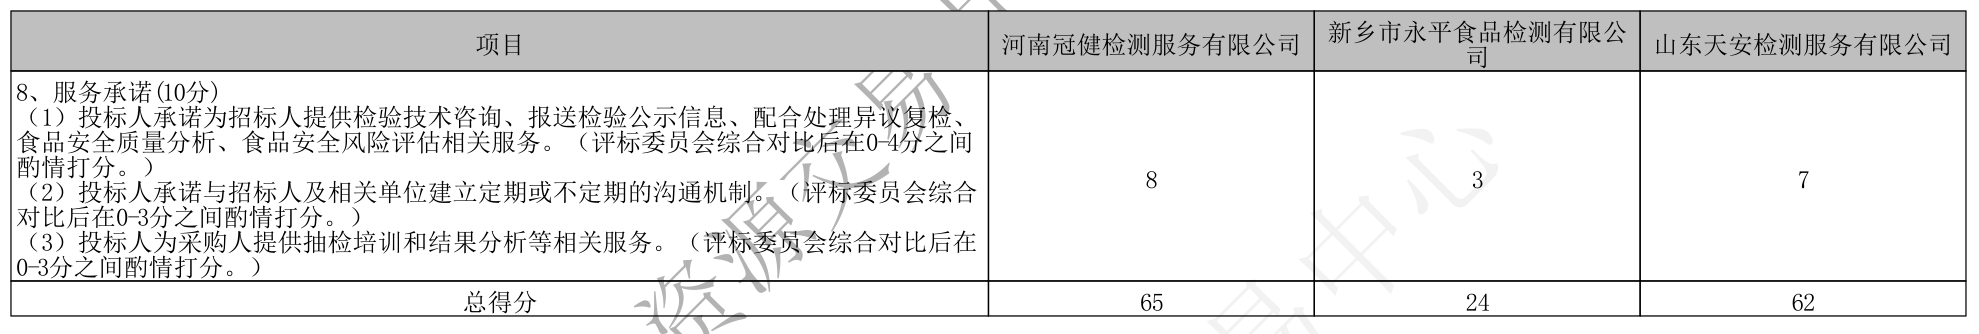 项目
河南冠健检测服务有限公司
新乡市永平食品检测有限公
司
山东天安检测服务有限公司
8、服务承诺(10分)
（1）投标人承诺为招标人提供检验技术咨询、报送检验公示信息、配合处理异议复检、
食品安全质量分析、食品安全风险评估相关服务。（评标委员会综合对比后在0-4分之间
酌情打分。）
（2）投标人承诺与招标人及相关单位建立定期或不定期的沟通机制。（评标委员会综合
对比后在0-3分之间酌情打分。）
（3）投标人为采购人提供抽检培训和结果分析等相关服务。（评标委员会综合对比后在
0-3分之间酌情打分。）
8
3
7
总得分
65
24
62
资源交易中
易中心